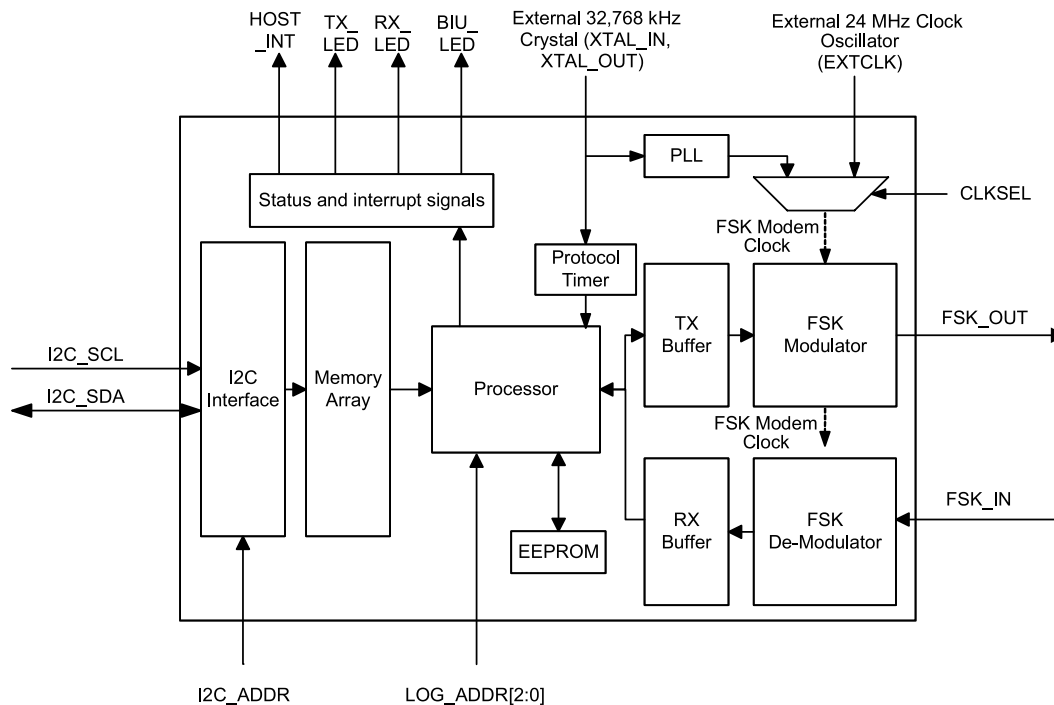 HOST
_INT
TX_
LED
RX_
LED
BIU_
LED
External 32,768 kHz
Crystal (XTAL_IN,
XTAL_OUT)
External 24 MHz Clock
Oscillator
(EXTCLK)
PLL
Status and interrupt signals
CLKSEL
FSK Modem
Clock
Protocol
Timer
I2C_SCL
I2C_SDA
I2C
Interface
Memory
Array
Processor
TX
Buffer
FSK
Modulator
FSK_OUT
FSK Modem
Clock
EEPROM
RX
Buffer
FSK
De-Modulator
FSK_IN
I2C_ADDR
LOG_ADDR[2:0]